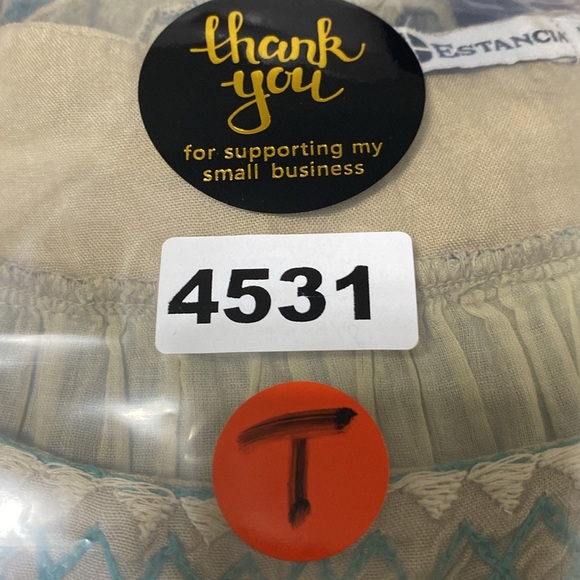 thank
you
for supporting my
small business
ESTANCIA
4531
T